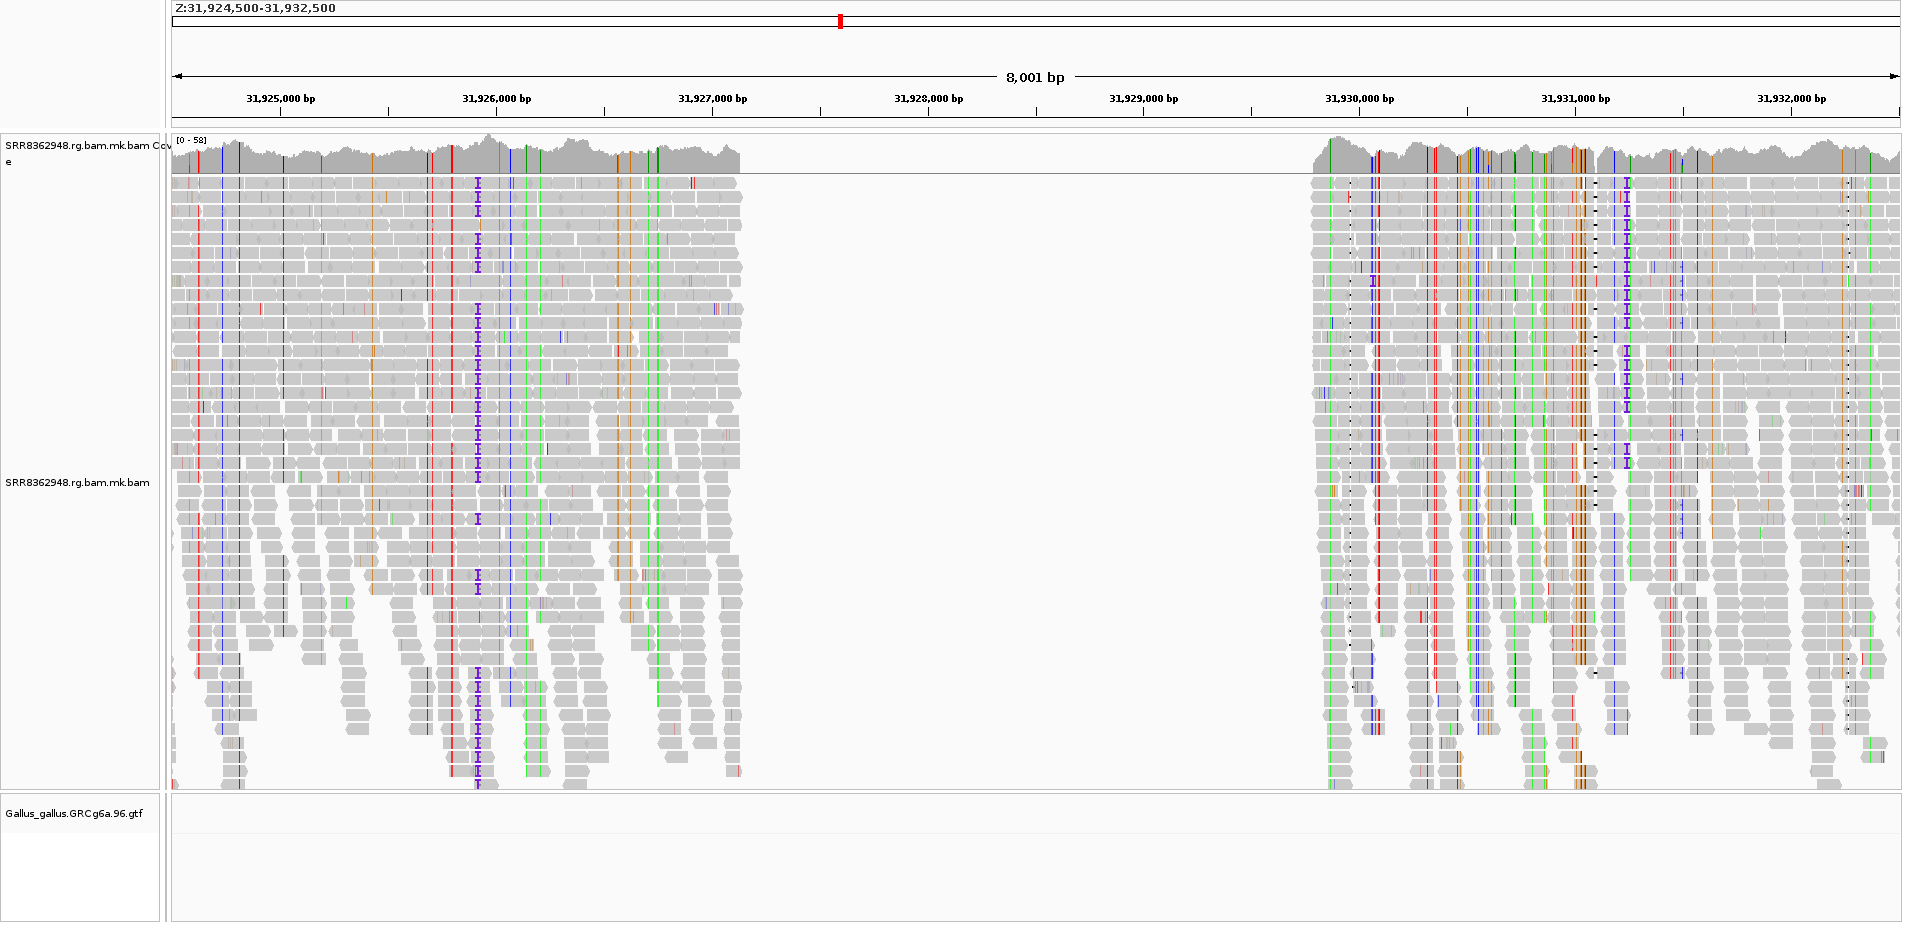 Z:31,924,500-31,932,500
8,001 bp
31,925,000 bp 31,926,000 bp 31,927,000 bp 31,928,000 bp 31,929,000 bp 31,930,000 bp 31,931,000 bp 31,932,000 bp
SRR8362948.rg.bam.mk.bam Cov
e
[0 - 58]
SRR8362948.rg.bam.mk.bam
Gallus_gallus.GRCg6a.96.gtf